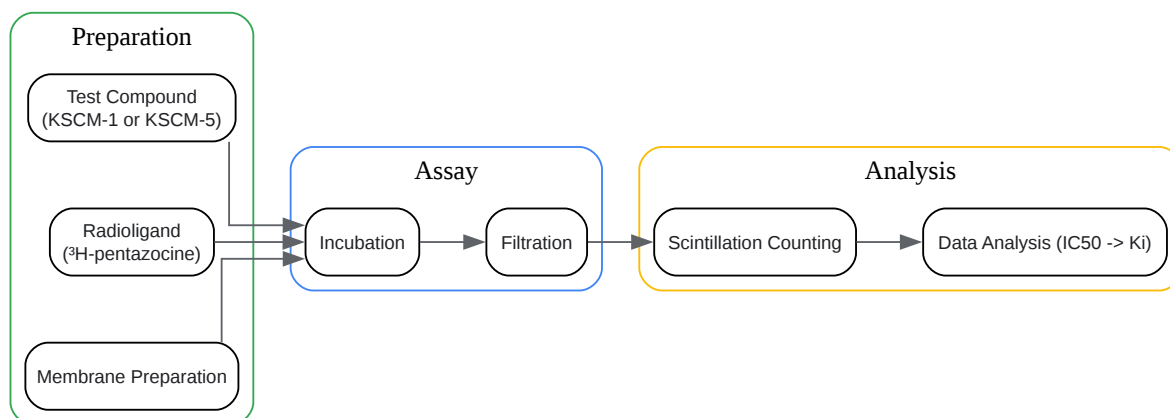 Preparation
Test Compound
(KSCM-1 or KSCM-5)
Radioligand
(³H-pentazocine)
Membrane Preparation
Assay
Incubation
Filtration
Analysis
Scintillation Counting
Data Analysis (IC50 -> Ki)